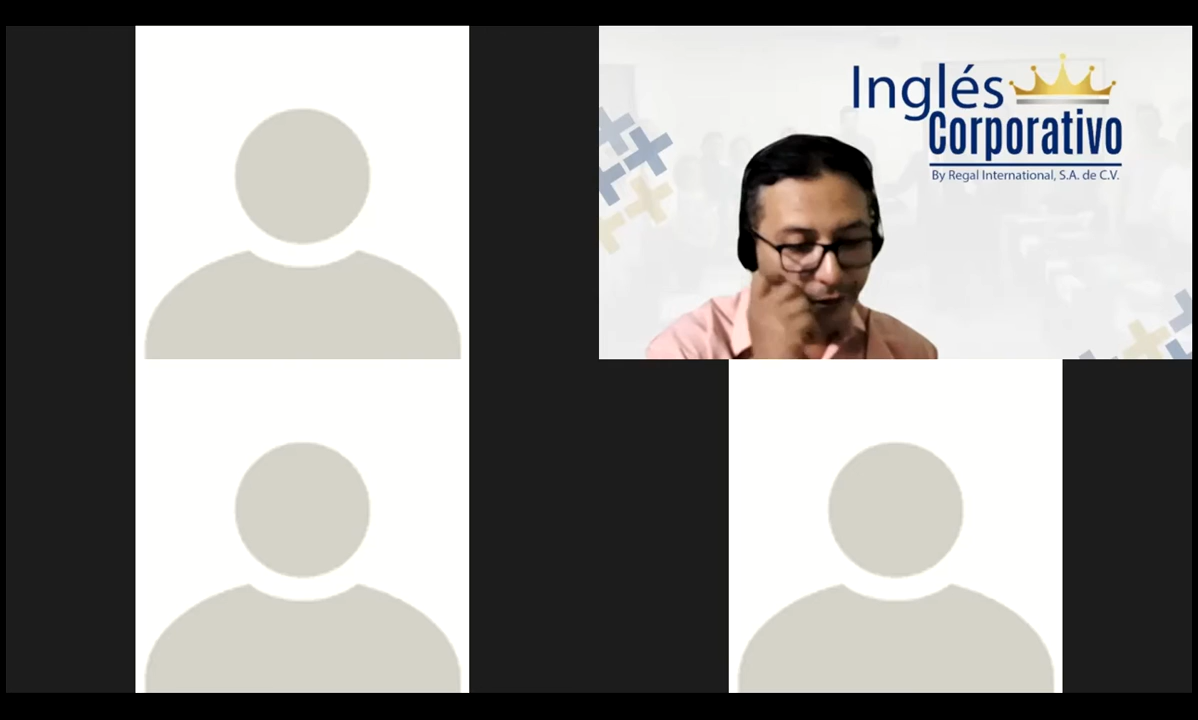 Inglés
Corporativo
By Regal International, S.A. de C.V.